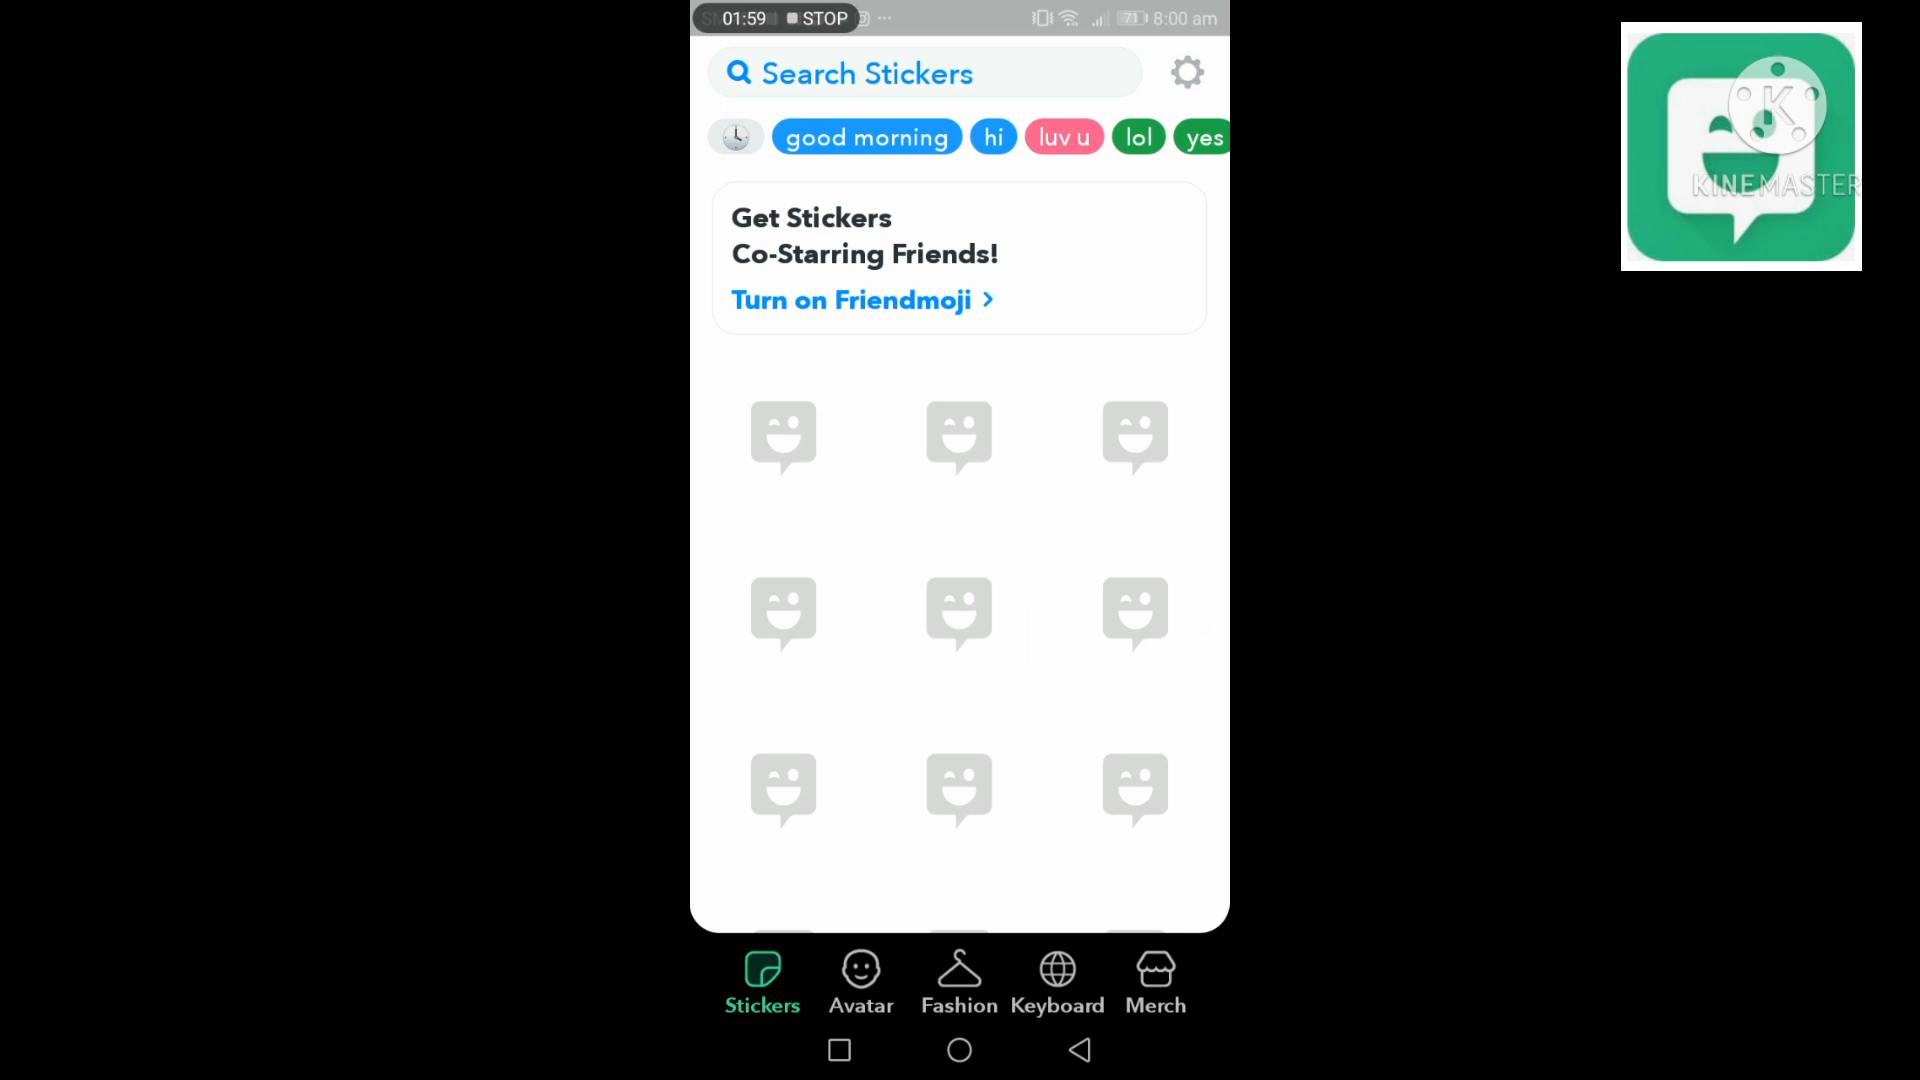 01:59 STOP
71 8:00 am
Search Stickers
good morning hi luv u lol yes
Get Stickers
Co-Starring Friends!
Turn on Friendmoji
Stickers Avatar Fashion Keyboard Merch
K
KINEMASTER